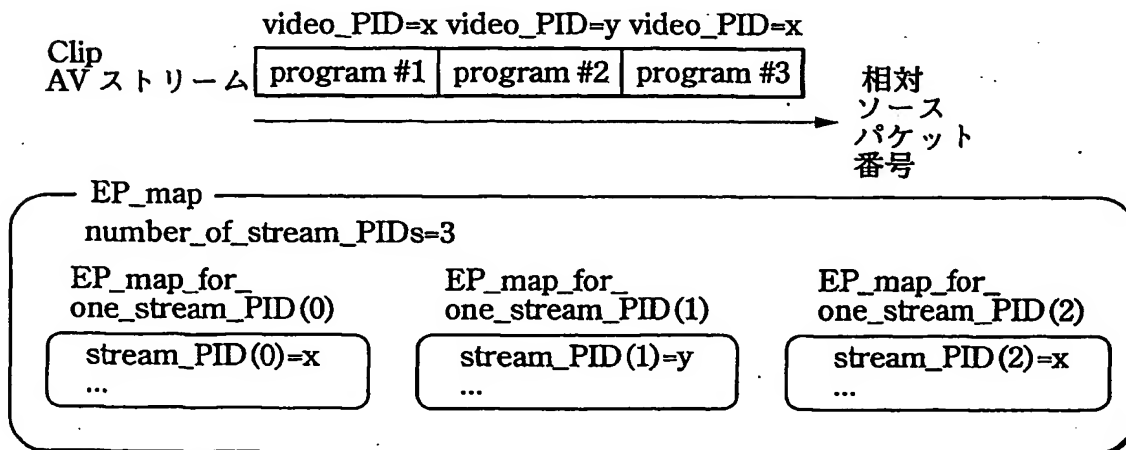 video_PID=x video_PID=y video_PID=x
Clip
AVストリーム
program #1 program #2 program #3
相対
ソース
パケット
番号
EP_map
number_of_stream_PIDs=3
EP_map_for_
one_stream_PID(0)
stream_PID(0)=x
...
EP_map_for_
one_stream_PID(1)
stream_PID(1)=y
...
EP_map_for_
one_stream_PID(2)
stream_PID(2)=x
...